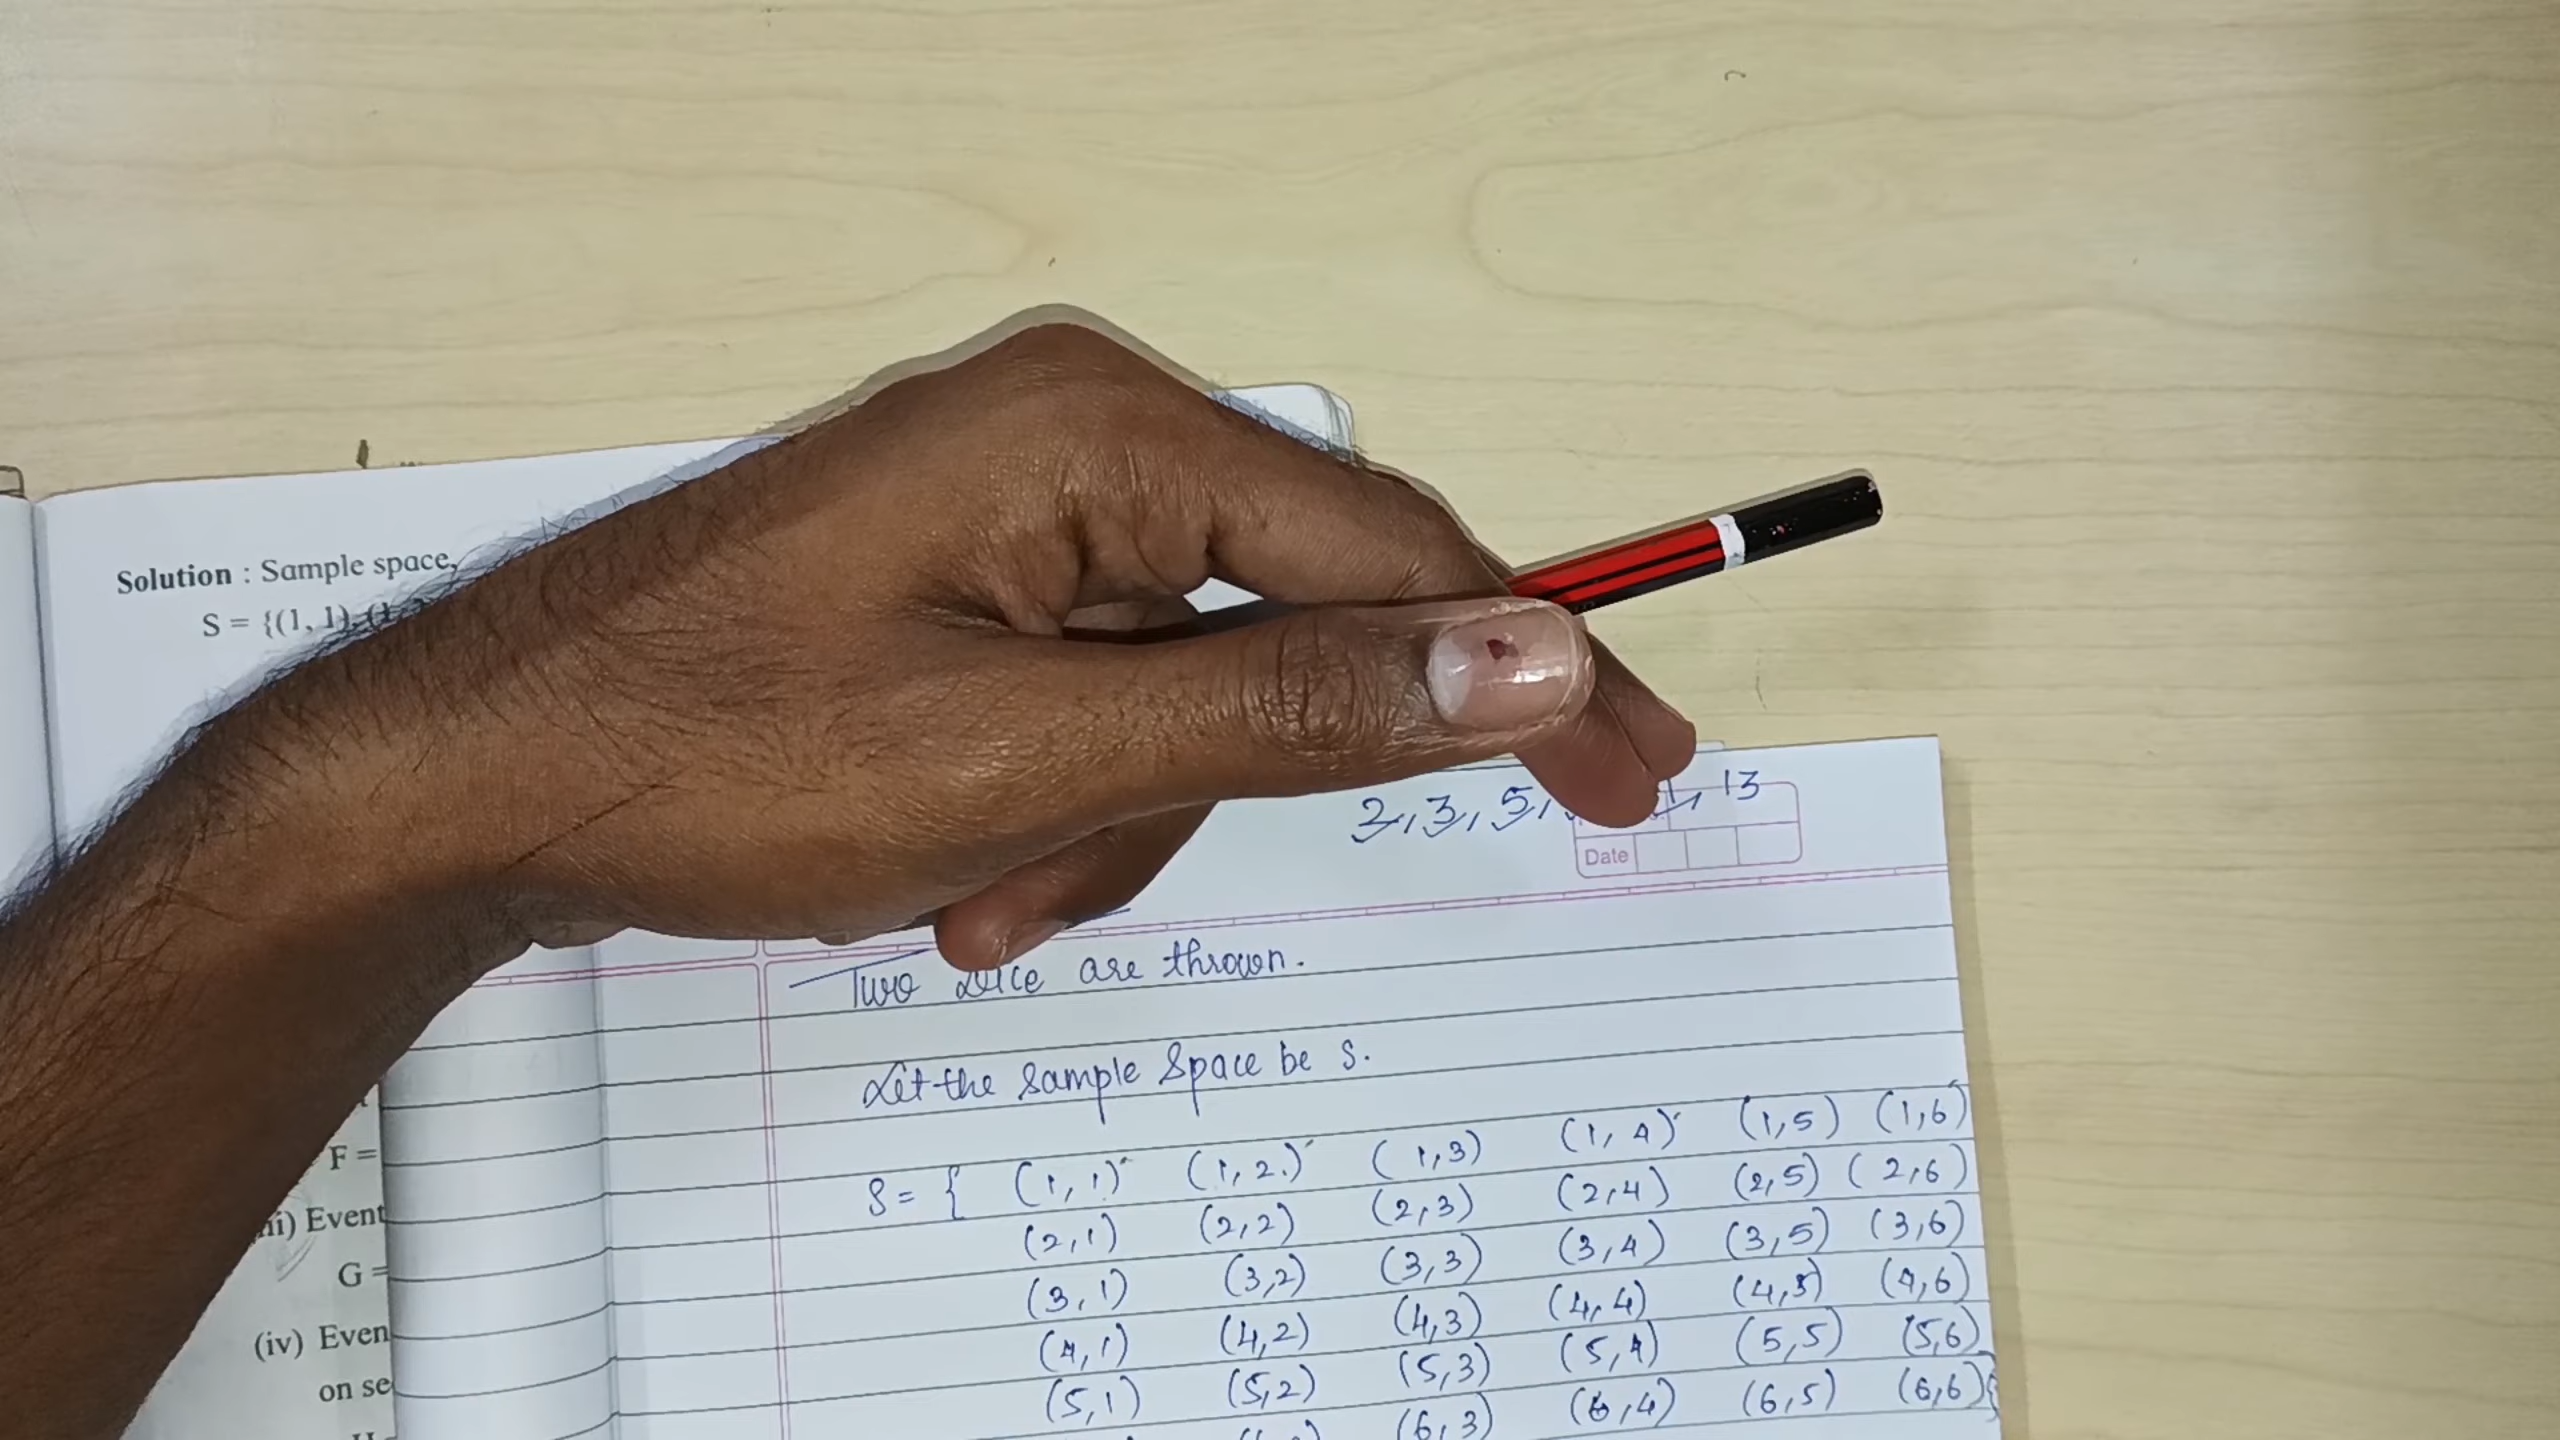 Solution : Sample space,
S = {(1, 1), (1,
F =
Event
G =
(iv) Even
on se
2, 3, 5, 13
Date
Two Dice are thrown.
Let the Sample Space be S.
S = { (1, 1) (1, 2) (1, 3) (1, 4) (1, 5) (1, 6)
(2, 1) (2, 2) (2, 3) (2, 4) (2, 5) (2, 6)
(3, 1) (3, 2) (3, 3) (3, 4) (3, 5) (3, 6)
(4, 1) (4, 2) (4, 3) (4, 4) (4, 5) (4, 6)
(5, 1) (5, 2) (5, 3) (5, 4) (5, 5) (5, 6)
(6, 3) (6, 4) (6, 5) (6, 6)}